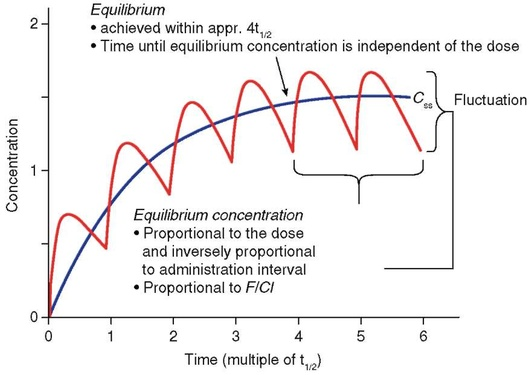 Equilibrium
• achieved within appr. 4t1/2
• Time until equilibrium concentration is independent of the dose
2
Css
Fluctuation
Concentration
1
Equilibrium concentration
• Proportional to the dose
and inversely proportional
to administration interval
• Proportional to F/Cl
0
0 1 2 3 4 5 6
Time (multiple of t1/2)